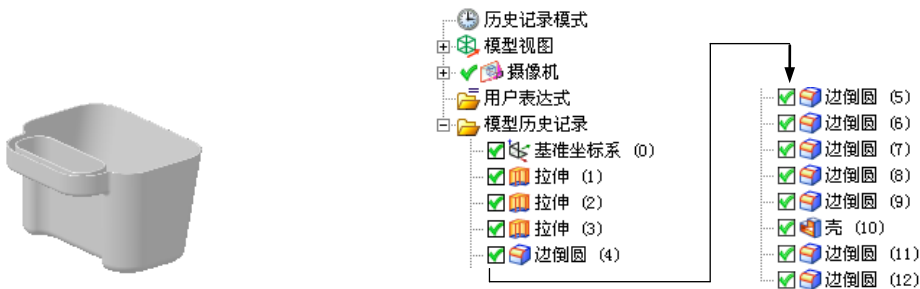 历史记录模式
模型视图
摄像机
用户表达式
模型历史记录
基准坐标系 (0)
拉伸 (1)
拉伸 (2)
拉伸 (3)
边倒圆 (4)
边倒圆 (5)
边倒圆 (6)
边倒圆 (7)
边倒圆 (8)
边倒圆 (9)
壳 (10)
边倒圆 (11)
边倒圆 (12)